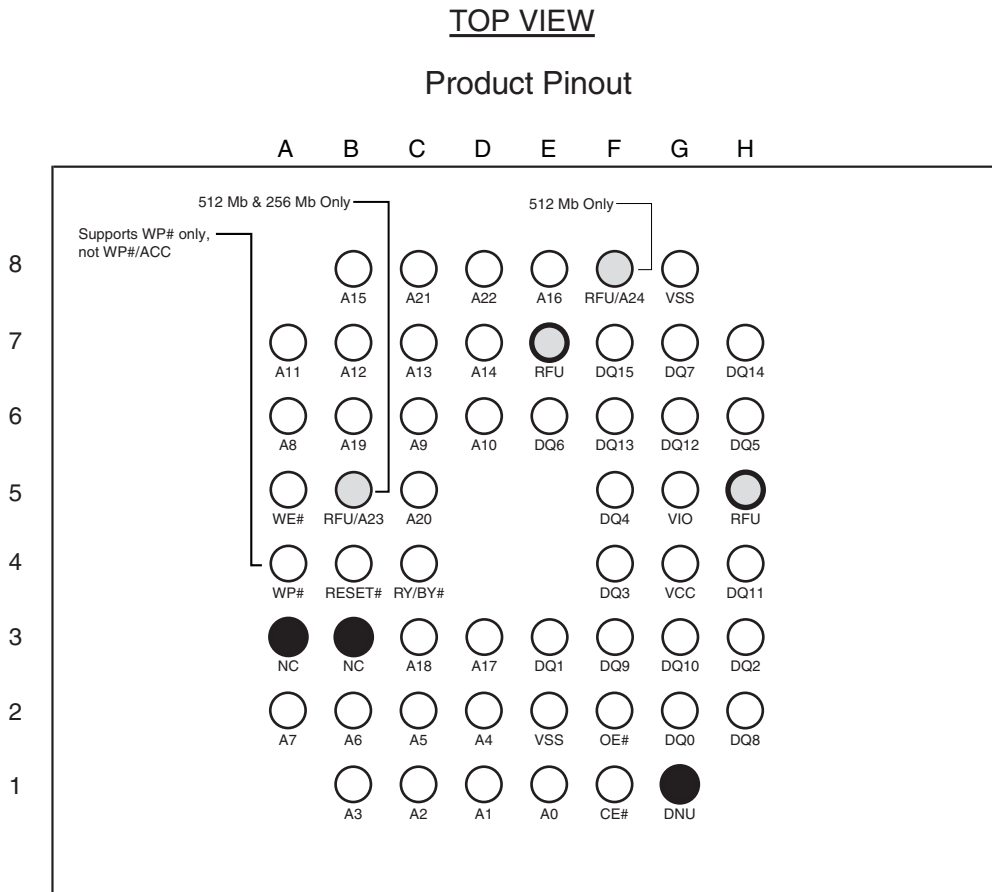 TOP VIEW
Product Pinout
A B C D E F G H
512 Mb & 256 Mb Only
512 Mb Only
Supports WP# only,
not WP#/ACC
8
A15 A21 A22 A16 RFU/A24 VSS
7
A11 A12 A13 A14 RFU DQ15 DQ7 DQ14
6
A8 A19 A9 A10 DQ6 DQ13 DQ12 DQ5
5
WE# RFU/A23 A20 DQ4 VIO RFU
4
WP# RESET# RY/BY# DQ3 VCC DQ11
3
NC NC A18 A17 DQ1 DQ9 DQ10 DQ2
2
A7 A6 A5 A4 VSS OE# DQ0 DQ8
1
A3 A2 A1 A0 CE# DNU